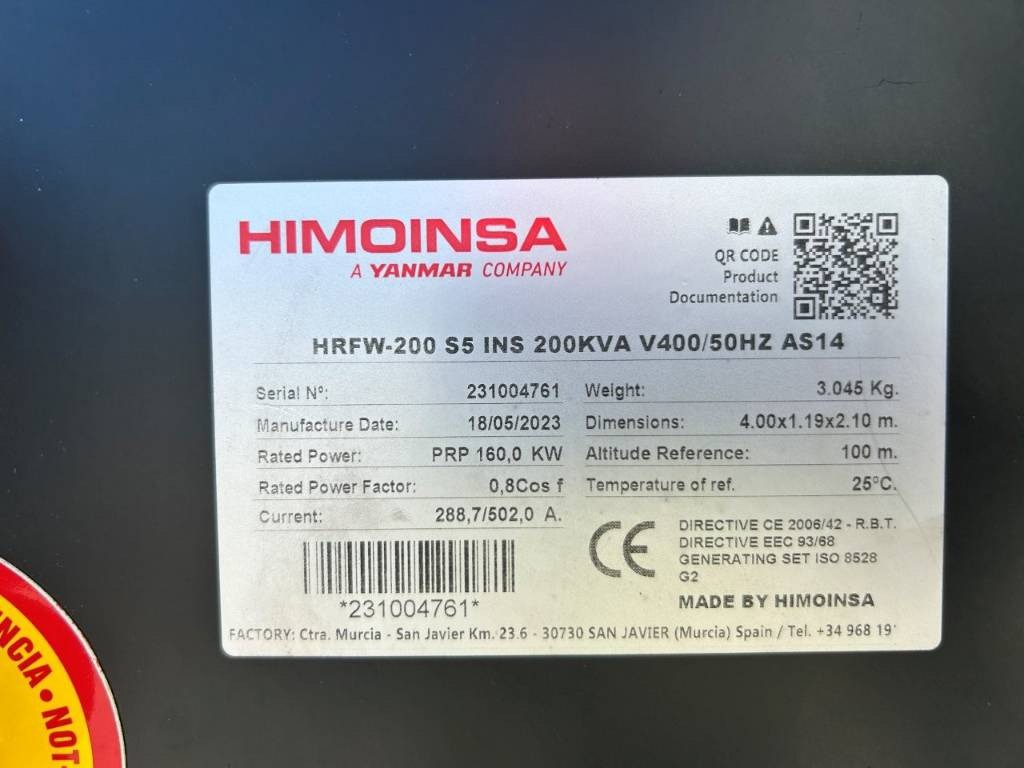 HIMOINSA
A YANMAR COMPANY
QR CODE
Product
Documentation
HRFW-200 S5 INS 200KVA V400/50HZ AS14
Serial Nº: 231004761 Weight: 3.045 Kg.
Manufacture Date: 18/05/2023 Dimensions: 4.00x1.19x2.10 m.
Rated Power: PRP 160,0 KW Altitude Reference: 100 m.
Rated Power Factor: 0,8Cos f Temperature of ref. 25°C.
Current: 288,7/502,0 A.
CE
DIRECTIVE CE 2006/42 - R.B.T.
DIRECTIVE EEC 93/68
GENERATING SET ISO 8528
G2
*231004761*
MADE BY HIMOINSA
FACTORY: Ctra. Murcia - San Javier Km. 23.6 - 30730 SAN JAVIER (Murcia) Spain / Tel. +34 968 19
NCIA • NOT